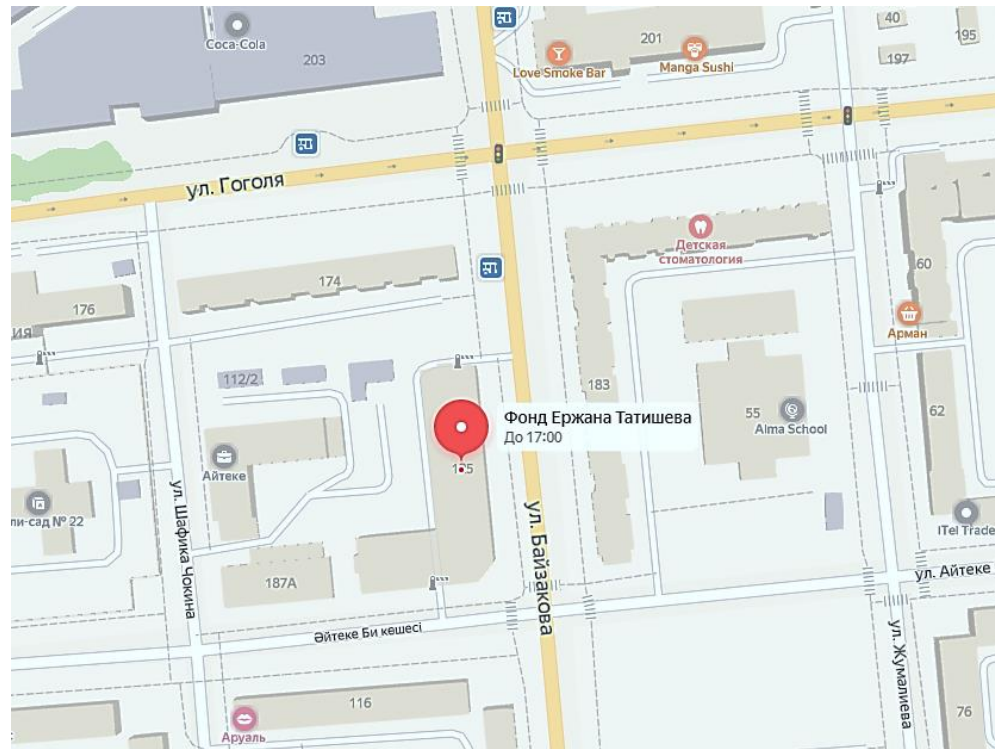 Coca-Cola
203
Love Smoke Bar
201
Manga Sushi
40
195
197
ул. Гоголя
Детская
стоматология
174
176
ИЯ
60
Арман
112/2
183
Фонд Ержана Татишева
До 17:00
55
Alma School
62
Айтеке
ли-сад № 22
ул. Шафика Чокина
ул. Байзакова
ITel Trade
187А
ул. Айтеке
Әйтеке Би көшесі
ул. Жумалиева
116
Аруаль
76